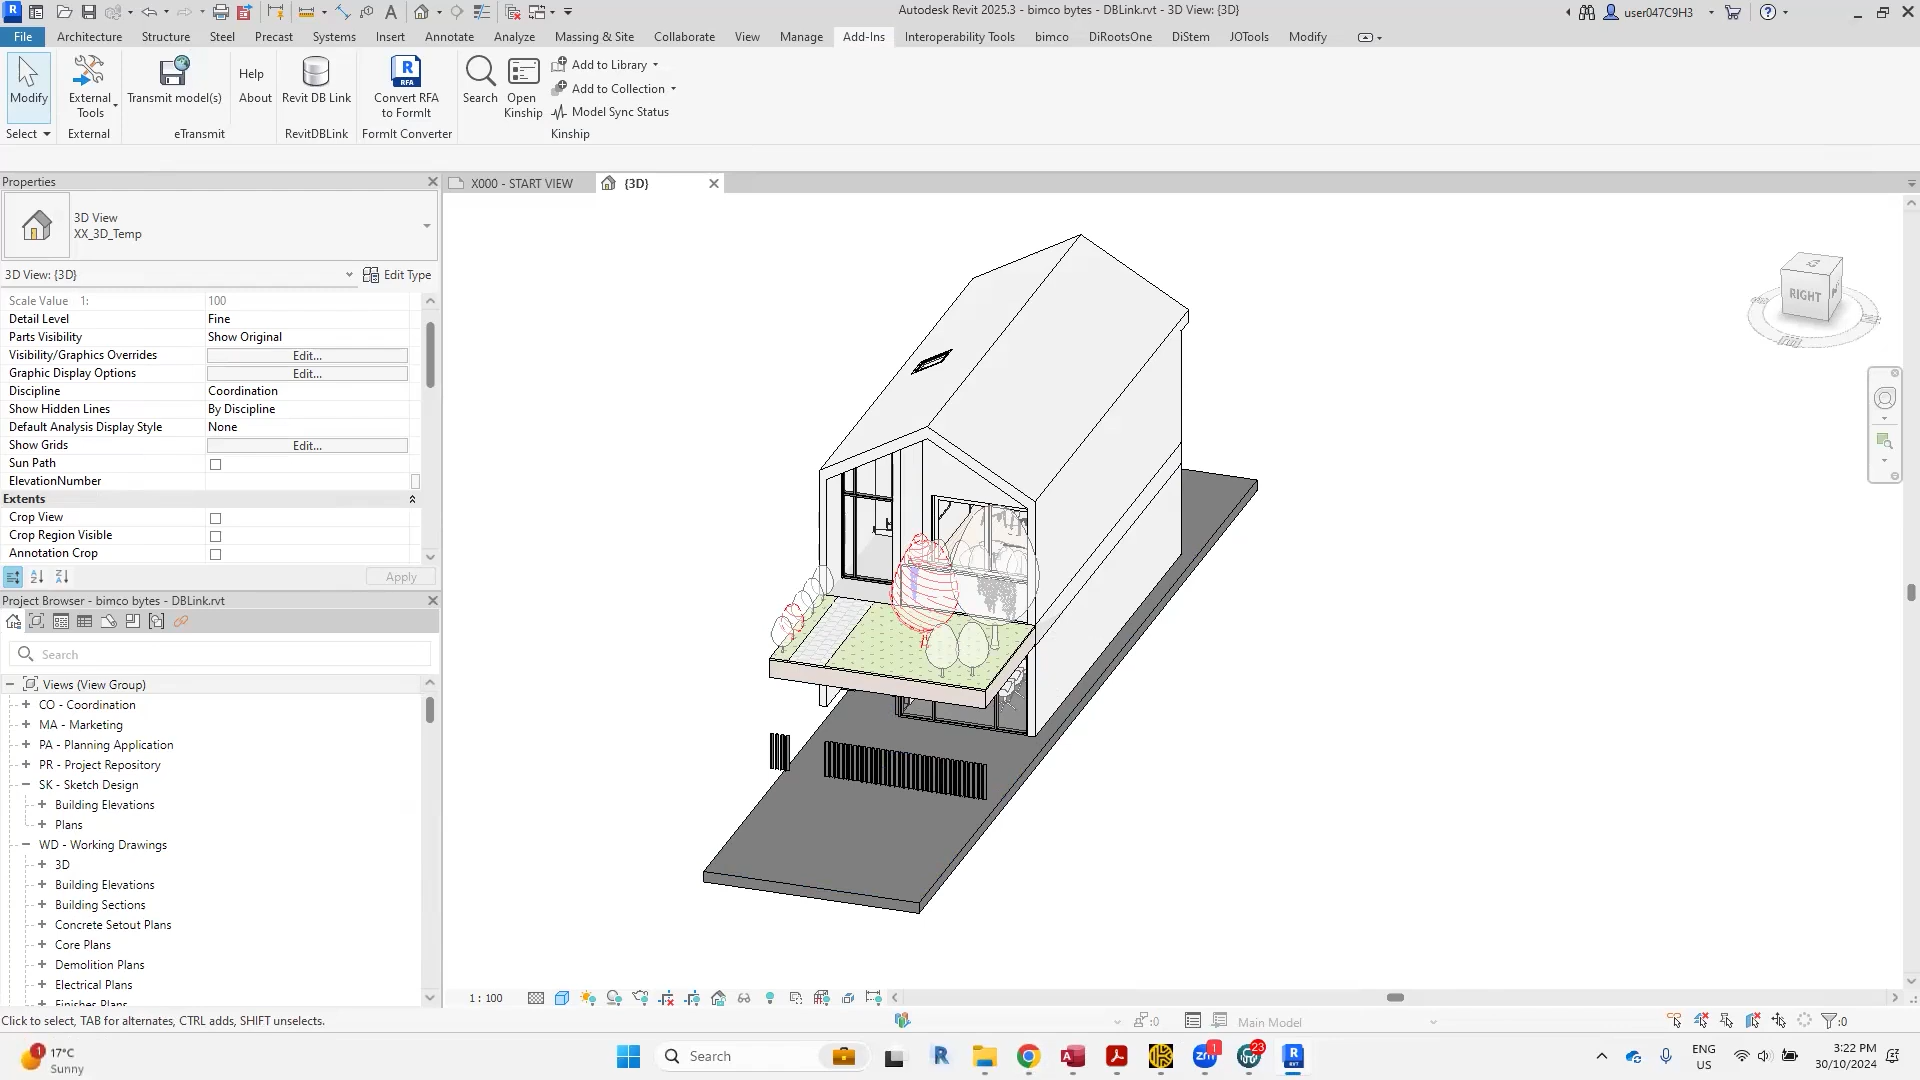 Autodesk Revit 2025.3 - bimco bytes - DBLink.rvt - 3D View: {3D}
user047C9H3
File Architecture Structure Steel Precast Systems Insert Annotate Analyze Massing & Site Collaborate View Manage Add-Ins Interoperability Tools bimco DiRootsOne DiStem JOTools Modify
Modify
External
Tools
Transmit model(s)
Help
About
Revit DB Link
Convert RFA
to FormIt
Search
Open
Kinship
Add to Library
Add to Collection
Model Sync Status
Select External eTransmit RevitDBLink FormIt Converter Kinship
Properties
X000 - START VIEW
{3D}
3D View
XX_3D_Temp
3D View: {3D}
Edit Type
Scale Value 1: 100
Detail Level Fine
Parts Visibility Show Original
Visibility/Graphics Overrides Edit...
Graphic Display Options Edit...
Discipline Coordination
Show Hidden Lines By Discipline
Default Analysis Display Style None
Show Grids Edit...
Sun Path
ElevationNumber
Extents
Crop View
Crop Region Visible
Annotation Crop
Apply
RIGHT
Project Browser - bimco bytes - DBLink.rvt
Search
Views (View Group)
CO - Coordination
MA - Marketing
PA - Planning Application
PR - Project Repository
SK - Sketch Design
Building Elevations
Plans
WD - Working Drawings
3D
Building Elevations
Building Sections
Concrete Setout Plans
Core Plans
Demolition Plans
Electrical Plans
Finishes Plans
1 : 100
Click to select, TAB for alternates, CTRL adds, SHIFT unselects.
:0
Main Model
:0
1
17°C
Sunny
Search
1
23
ENG
US
3:22 PM
30/10/2024